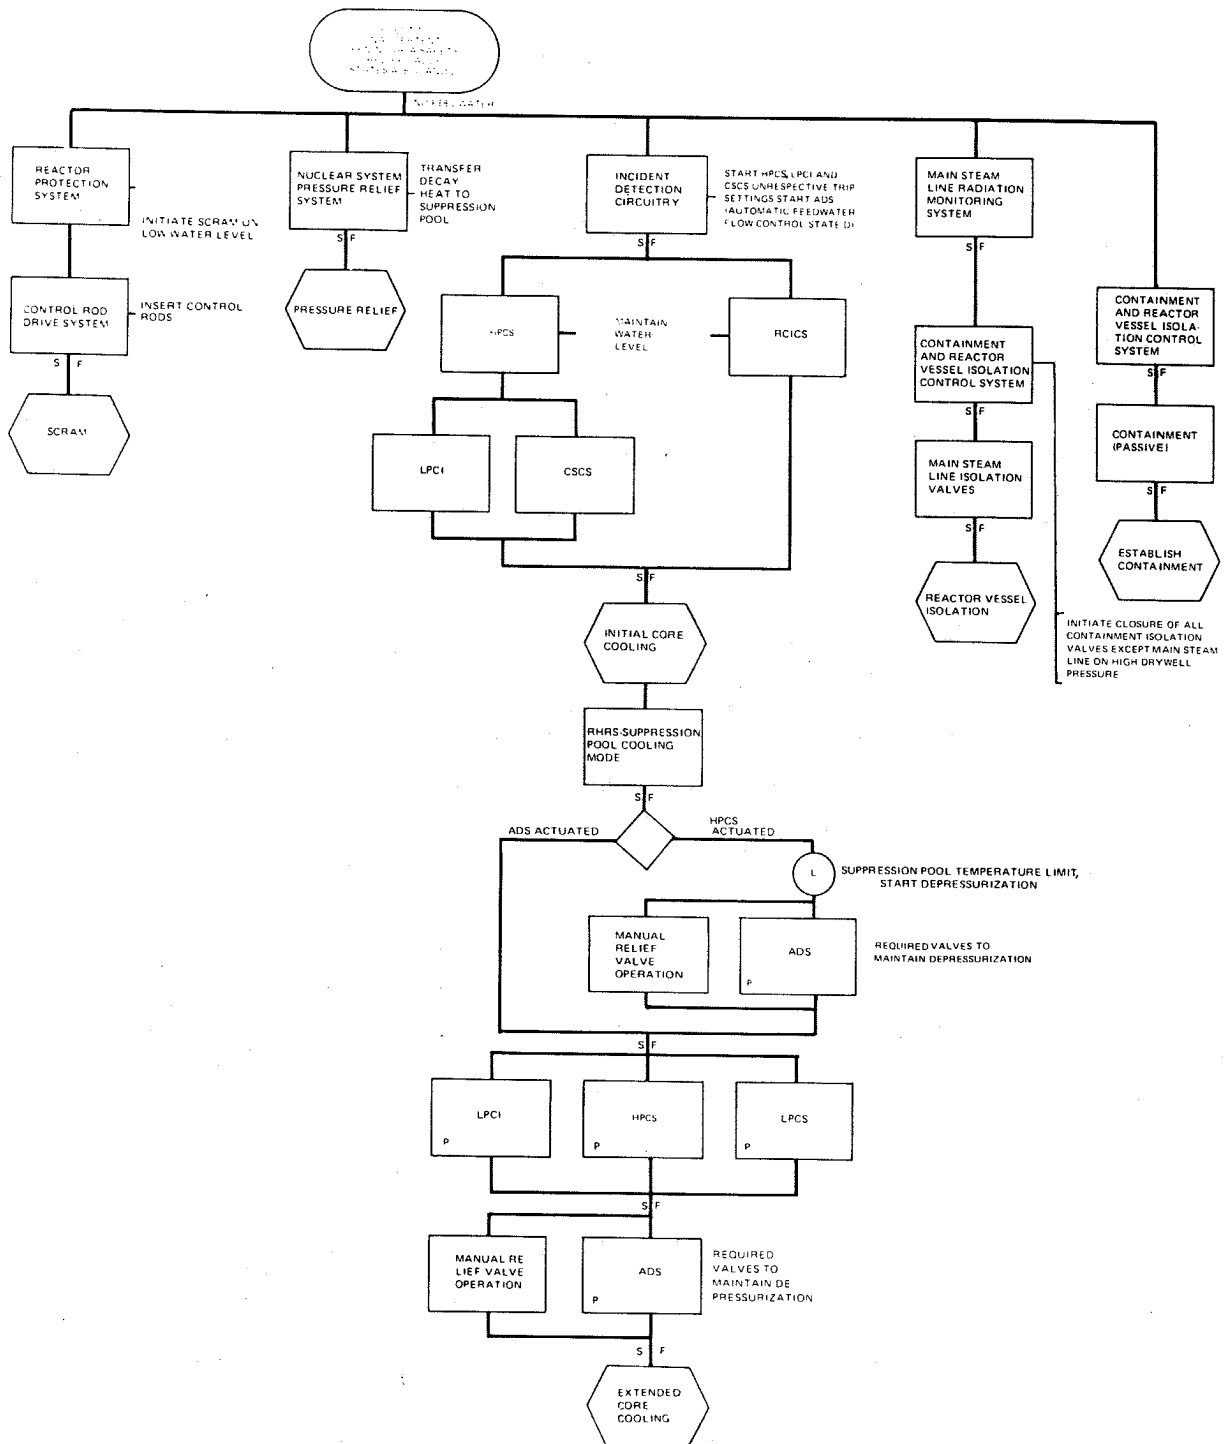 REACTOR
PROTECTION
SYSTEM
INITIATE SCRAM ON
LOW WATER LEVEL
CONTROL ROD
DRIVE SYSTEM
INSERT CONTROL
RODS
S F
SCRAM
NUCLEAR SYSTEM
PRESSURE RELIEF
SYSTEM
TRANSFER
DECAY
HEAT TO
SUPPRESSION
POOL
S F
PRESSURE RELIEF
INCIDENT
DETECTION
CIRCUITRY
START HPCS, LPCI AND
CSCS UNRESPECTIVE TRIP
SETTINGS START ADS
(AUTOMATIC FEEDWATER
FLOW CONTROL STATE D)
S F
HPCS
MAINTAIN
WATER
LEVEL
RCICS
LPCI
CSCS
S F
INITIAL CORE
COOLING
MAIN STEAM
LINE RADIATION
MONITORING
SYSTEM
S F
CONTAINMENT
AND REACTOR
VESSEL ISOLATION
CONTROL SYSTEM
S F
MAIN STEAM
LINE ISOLATION
VALVES
S F
REACTOR VESSEL
ISOLATION
CONTAINMENT
AND REACTOR
VESSEL ISOLA-
TION CONTROL
SYSTEM
S F
CONTAINMENT
(PASSIVE)
S F
ESTABLISH
CONTAINMENT
INITIATE CLOSURE OF ALL
CONTAINMENT ISOLATION
VALVES EXCEPT MAIN STEAM
LINE ON HIGH DRYWELL
PRESSURE
RHRS-SUPPRESSION
POOL COOLING
MODE
S F
ADS ACTUATED
HPCS
ACTUATED
L
SUPPRESSION POOL TEMPERATURE LIMIT,
START DEPRESSURIZATION
MANUAL
RELIEF
VALVE
OPERATION
ADS
P
REQUIRED VALVES TO
MAINTAIN DEPRESSURIZATION
S F
LPCI
P
HPCS
P
LPCS
P
S F
MANUAL RE
LIEF VALVE
OPERATION
ADS
P
REQUIRED
VALVES TO
MAINTAIN DE
PRESSURIZATION
S F
EXTENDED
CORE
COOLING